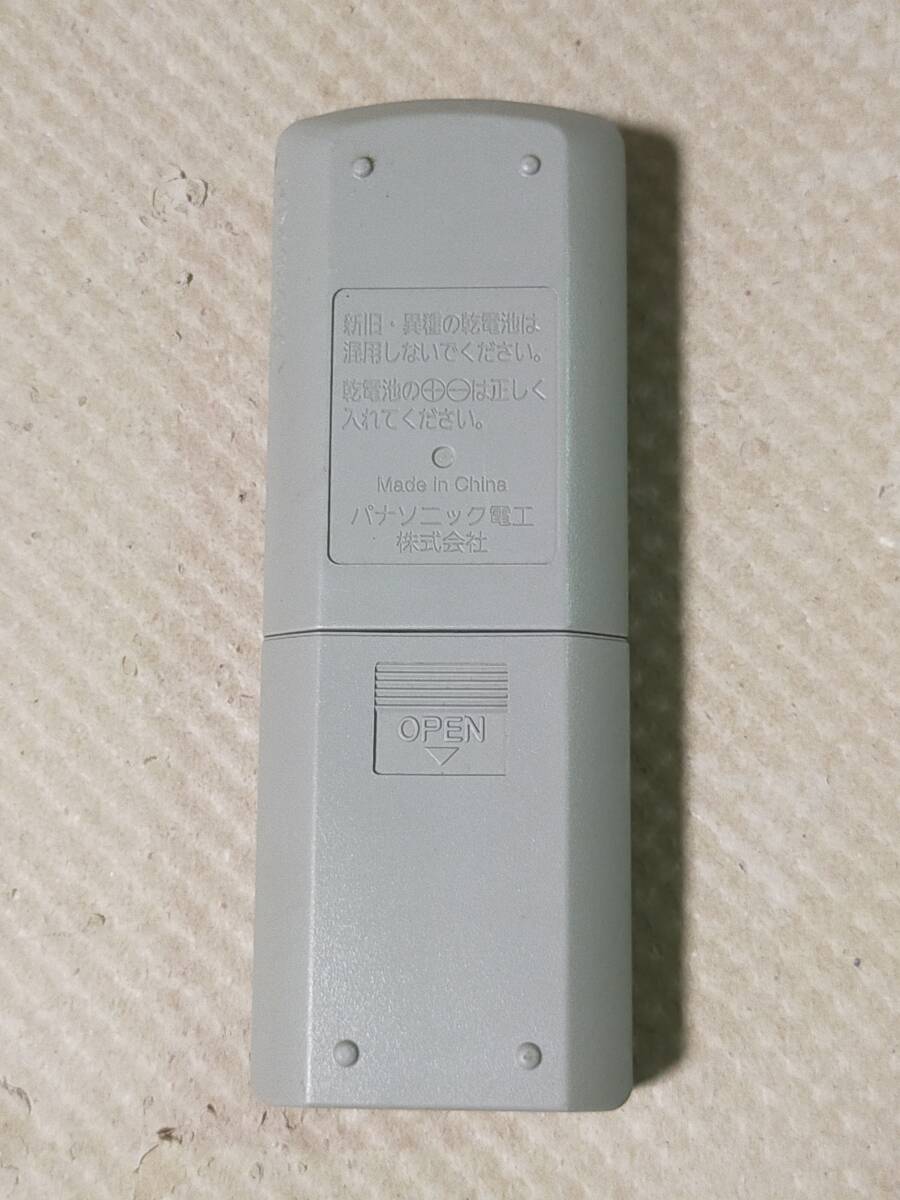 新旧・異種の乾電池は
混用しないでください。
乾電池の⊕⊖は正しく
入れてください。
Made in China
パナソニック電工
株式会社
OPEN